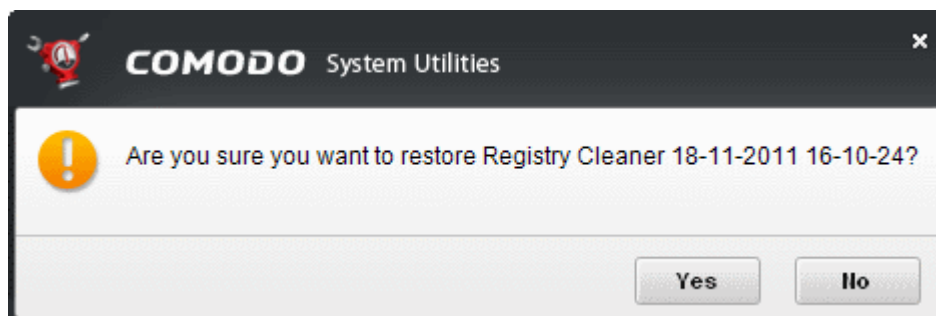 COMODO System Utilities
Are you sure you want to restore Registry Cleaner 18-11-2011 16-10-24?
Yes No